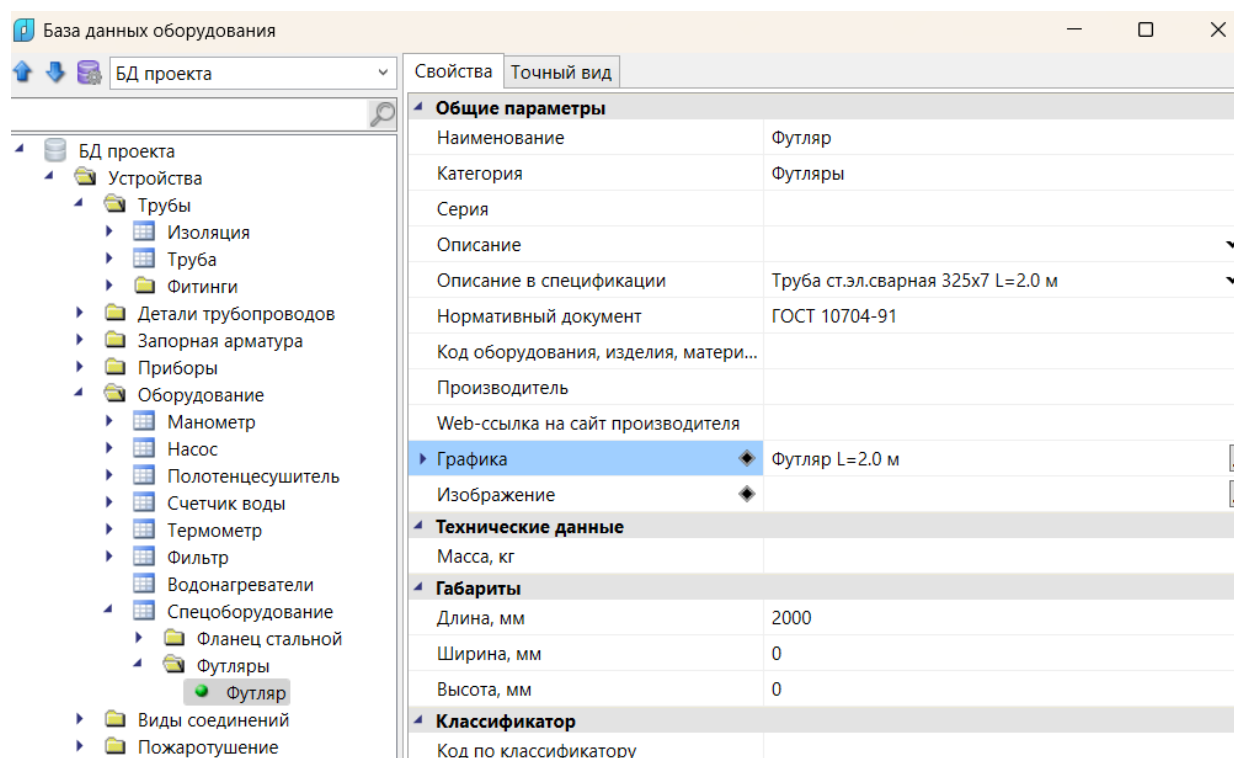 База данных оборудования
БД проекта
БД проекта
Устройства
Трубы
Изоляция
Труба
Фитинги
Детали трубопроводов
Запорная арматура
Приборы
Оборудование
Манометр
Насос
Полотенцесушитель
Счетчик воды
Термометр
Фильтр
Водонагреватели
Спецоборудование
Фланец стальной
Футляры
Футляр
Виды соединений
Пожаротушение
Свойства Точный вид
Общие параметры
Наименование Футляр
Категория Футляры
Серия
Описание
Описание в спецификации Труба ст.эл.сварная 325х7 L=2.0 м
Нормативный документ ГОСТ 10704-91
Код оборудования, изделия, матери...
Производитель
Web-ссылка на сайт производителя
Графика Футляр L=2.0 м
Изображение
Технические данные
Масса, кг
Габариты
Длина, мм 2000
Ширина, мм 0
Высота, мм 0
Классификатор
Код по классификатору